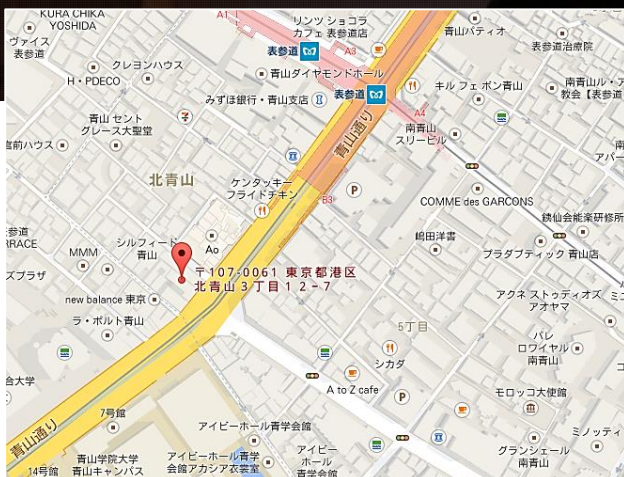 KURA CHIKA
YOSHIDA
A1
リンツ ショコラ
カフェ 表参道店
青山パティオ
ヴァイス
表参道
表参道
A3
表参道治療院
クレヨンハウス
H・PDECO
青山ダイヤモンドホール
表参道
キル フェ ボン青山
南青山ル・ア
教会【表参道
みずほ銀行・青山支店
A4
青山 セント
グレース大聖堂
南青山
スリービル
青山通り
宮前ハウス
南青
アパー
北青山
ケンタッキー
フライドチキン
P
B3
COMME des GARCONS
銕仙会能楽研修所
表参道
ERRACE
シルフィード
青山
Ao
嶋田洋書
プラダブティック 青山店
MMM
〒107-0061 東京都港区
北青山3丁目12-7
ズプラザ
new balance 東京
アクネ ストゥディオズ
アオヤマ
ミニ
ラ・ポルト青山
5丁目
パレ
ロワイヤル
南青山
シカダ
A to Z cafe
合大学
P
モロッコ大使館
7号館
青山通り
アイビーホール青学会館
ミノッティ
青山学院大学
青山キャンパス
アイビーホール青学
会館アカシア衣裳室
アイビー
ホール
青学会館
グランシェール
南青山
14号館